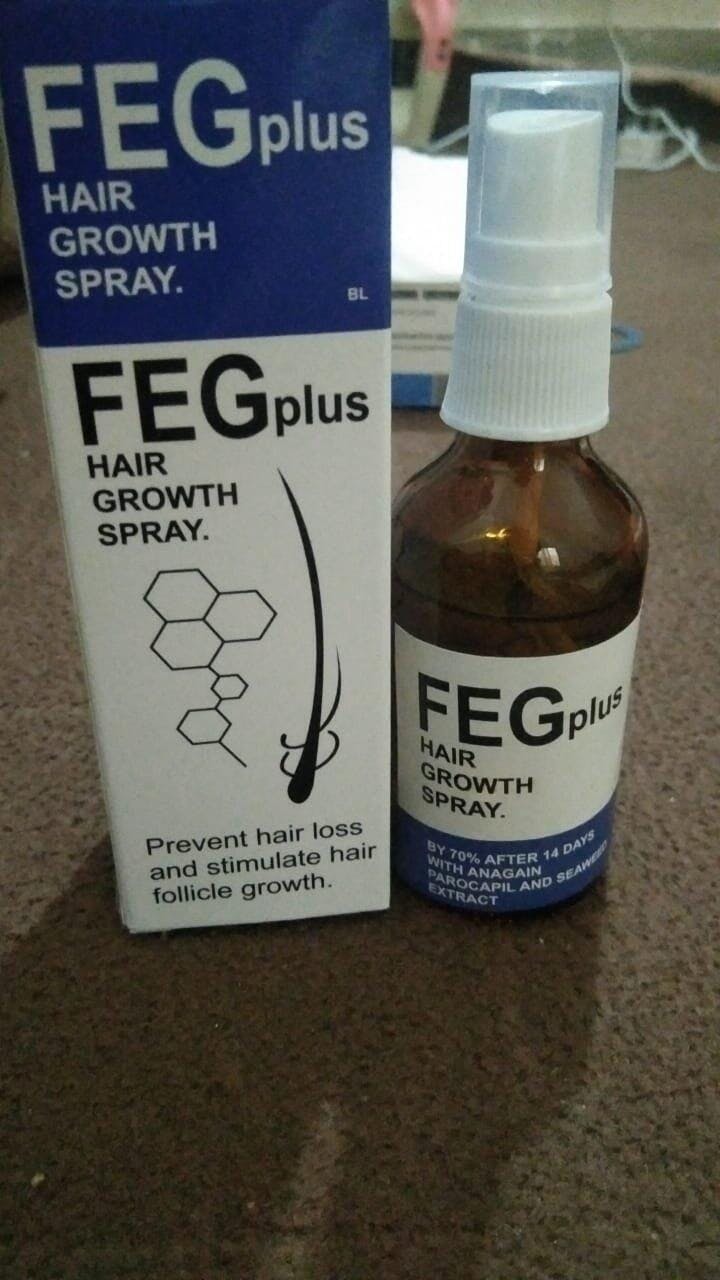 FEGplus
HAIR
GROWTH
SPRAY.
BL
FEGplus
HAIR
GROWTH
SPRAY.
Prevent hair loss
and stimulate hair
follicle growth.
FEGplus
HAIR
GROWTH
SPRAY.
BY 70% AFTER 14 DAYS
WITH ANAGAIN
PAROCAPIL AND SEAWEED
EXTRACT